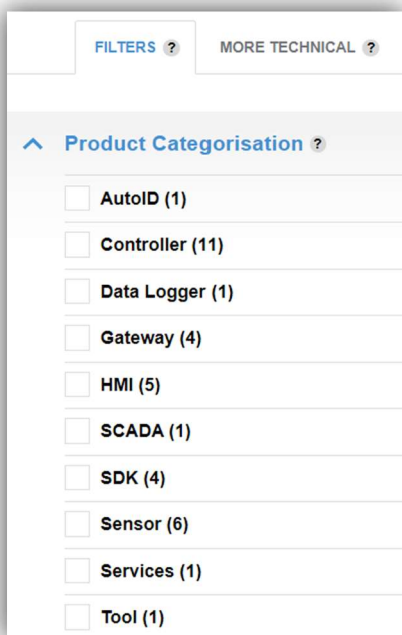 FILTERS ? MORE TECHNICAL ?
Product Categorisation ?
AutoID (1)
Controller (11)
Data Logger (1)
Gateway (4)
HMI (5)
SCADA (1)
SDK (4)
Sensor (6)
Services (1)
Tool (1)